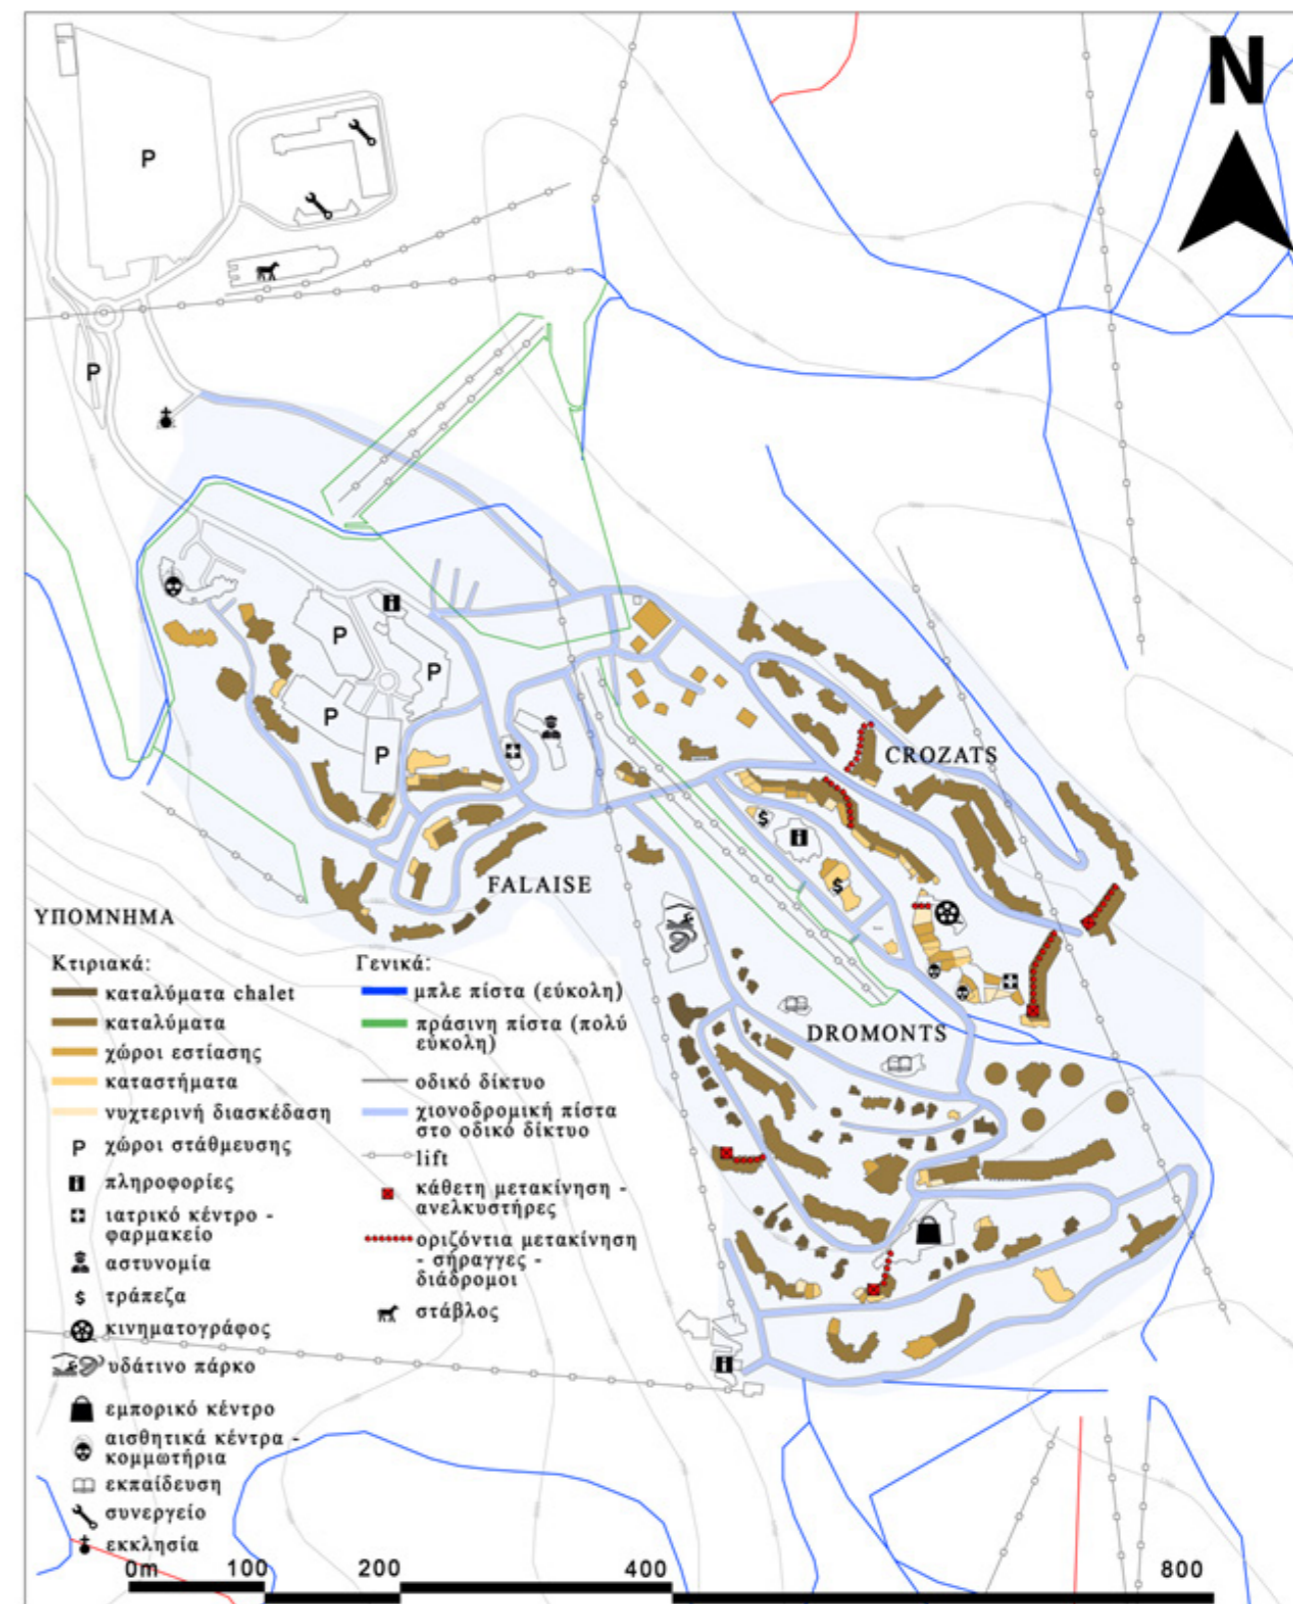 N
P
P
P
P
P
P
CROZATS
FALAISE
DROMONTS
ΥΠΟΜΝΗΜΑ
Κτιριακά:
καταλύματα chalet
καταλύματα
χώροι εστίασης
καταστήματα
νυχτερινή διασκέδαση
P χώροι στάθμευσης
πληροφορίες
ιατρικό κέντρο -
φαρμακείο
αστυνομία
$ τράπεζα
κινηματογράφος
υδάτινο πάρκο
εμπορικό κέντρο
αισθητικά κέντρα -
κομμωτήρια
εκπαίδευση
συνεργείο
εκκλησία
Γενικά:
μπλε πίστα (εύκολη)
πράσινη πίστα (πολύ
εύκολη)
οδικό δίκτυο
χιονοδρομική πίστα
στο οδικό δίκτυο
lift
κάθετη μετακίνηση -
ανελκυστήρες
οριζόντια μετακίνηση
- σήραγγες -
διάδρομοι
στάβλος
0m 100 200 400 800